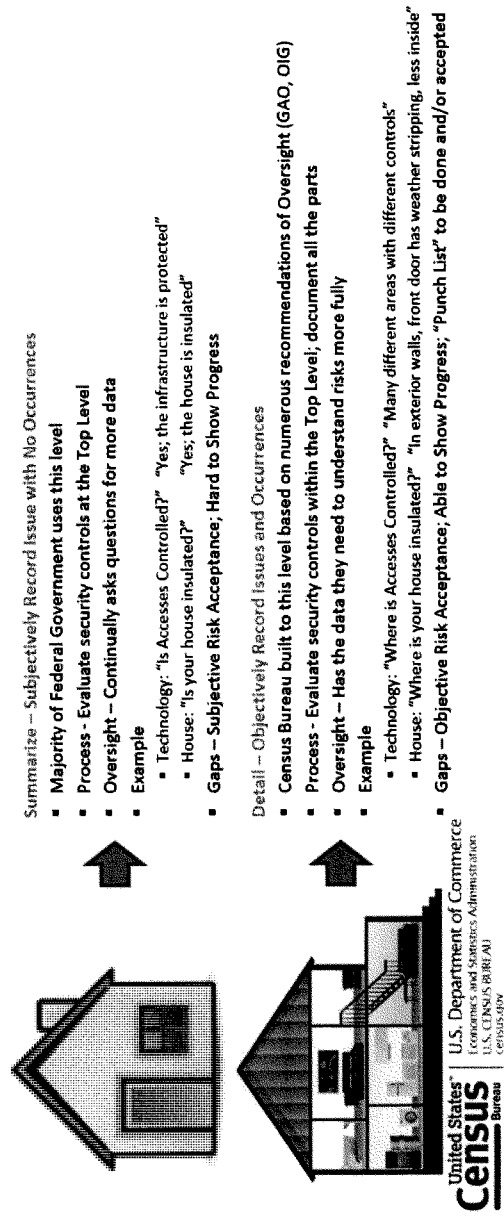 Summarize – Subjectively Record Issue with No Occurrences
▪ Majority of Federal Government uses this level
▪ Process - Evaluate security controls at the Top Level
▪ Oversight – Continually asks questions for more data
▪ Example
▪ Technology: "Is Accesses Controlled?" "Yes; the infrastructure is protected"
▪ House: "Is your house insulated?" "Yes; the house is insulated"
▪ Gaps – Subjective Risk Acceptance; Hard to Show Progress
Detail – Objectively Record Issues and Occurrences
▪ Census Bureau built to this level based on numerous recommendations of Oversight (GAO, OIG)
▪ Process - Evaluate security controls within the Top Level; document all the parts
▪ Oversight – Has the data they need to understand risks more fully
▪ Example
▪ Technology: "Where is Accesses Controlled?" "Many different areas with different controls"
▪ House: "Where is your house insulated?" "In exterior walls, front door has weather stripping, less inside"
▪ Gaps – Objective Risk Acceptance; Able to Show Progress; "Punch List" to be done and/or accepted
United States™
Census
Bureau
U.S. Department of Commerce
Economics and Statistics Administration
U.S. CENSUS BUREAU
census.gov